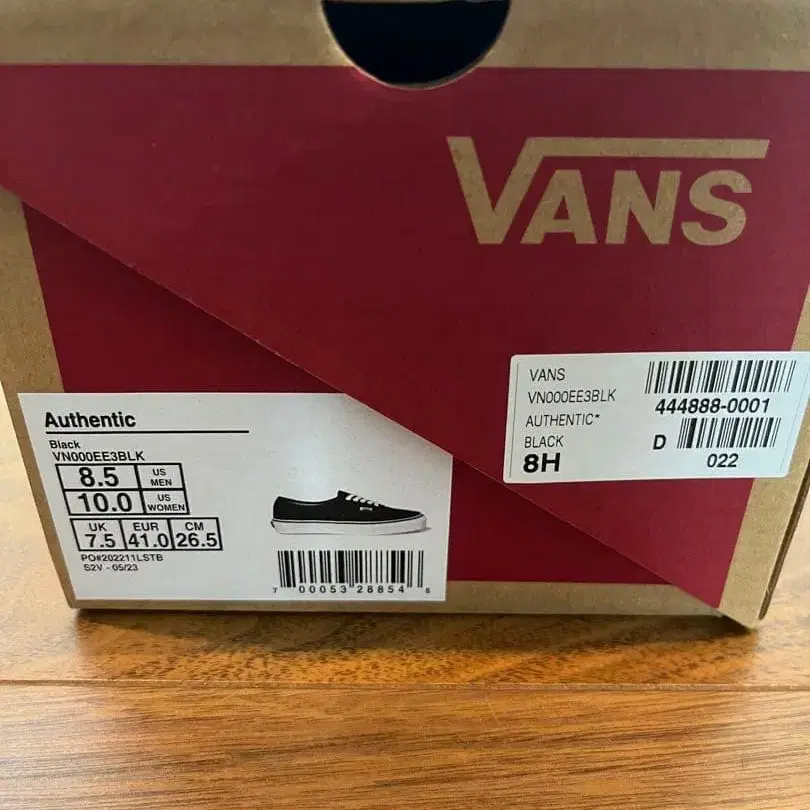 VANS
VANS
VN000EE3BLK
AUTHENTIC*
BLACK
8H
444888-0001
D
022
Authentic
Black
VN000EE3BLK
8.5 US MEN
10.0 US WOMEN
UK EUR CM
7.5 41.0 26.5
PO#202211LSTB
S2V - 05/23
7 00053 28854